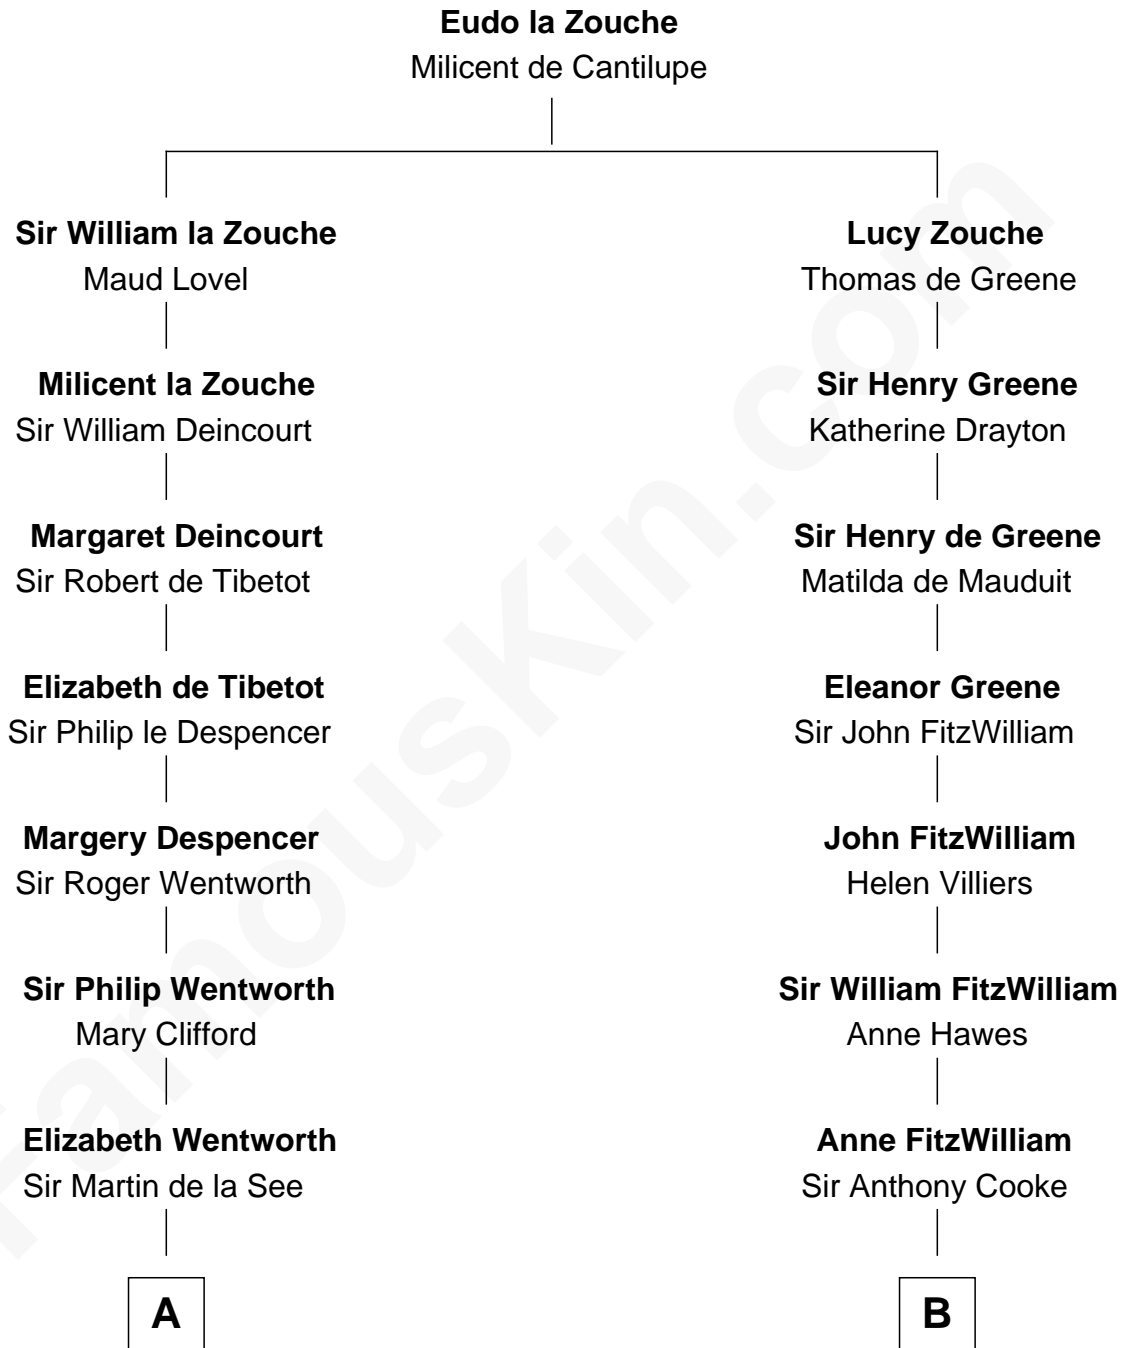 Eudo la Zouche
Milicent de Cantilupe
Sir William la Zouche
Maud Lovel
Lucy Zouche
Thomas de Greene
Milicent la Zouche
Sir William Deincourt
Sir Henry Greene
Katherine Drayton
Margaret Deincourt
Sir Robert de Tibetot
Sir Henry de Greene
Matilda de Mauduit
Elizabeth de Tibetot
Sir Philip le Despencer
Eleanor Greene
Sir John FitzWilliam
Margery Despencer
Sir Roger Wentworth
John FitzWilliam
Helen Villiers
Sir Philip Wentworth
Mary Clifford
Sir William FitzWilliam
Anne Hawes
Elizabeth Wentworth
Sir Martin de la See
Anne FitzWilliam
Sir Anthony Cooke
A
B
FamousKin.com